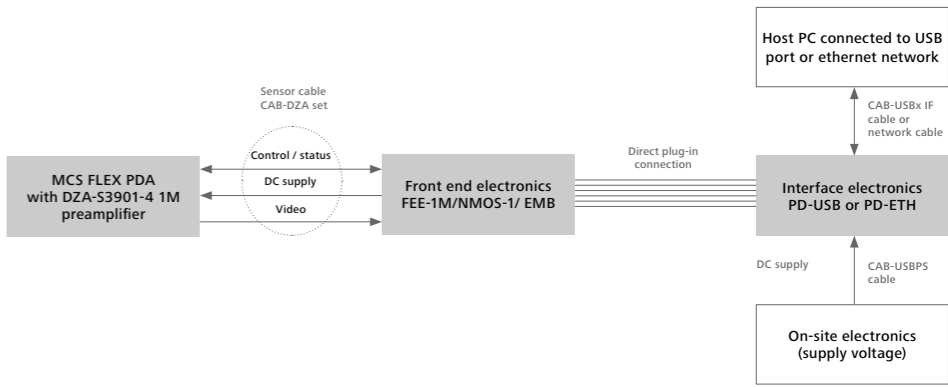 Host PC connected to USB
port or ethernet network
Sensor cable
CAB-DZA set
CAB-USBx IF
cable or
network cable
Control / status
DC supply
Video
Direct plug-in
connection
MCS FLEX PDA
with DZA-S3901-4 1M
preamplifier
Front end electronics
FEE-1M/NMOS-1/ EMB
Interface electronics
PD-USB or PD-ETH
DC supply
CAB-USBPS
cable
On-site electronics
(supply voltage)